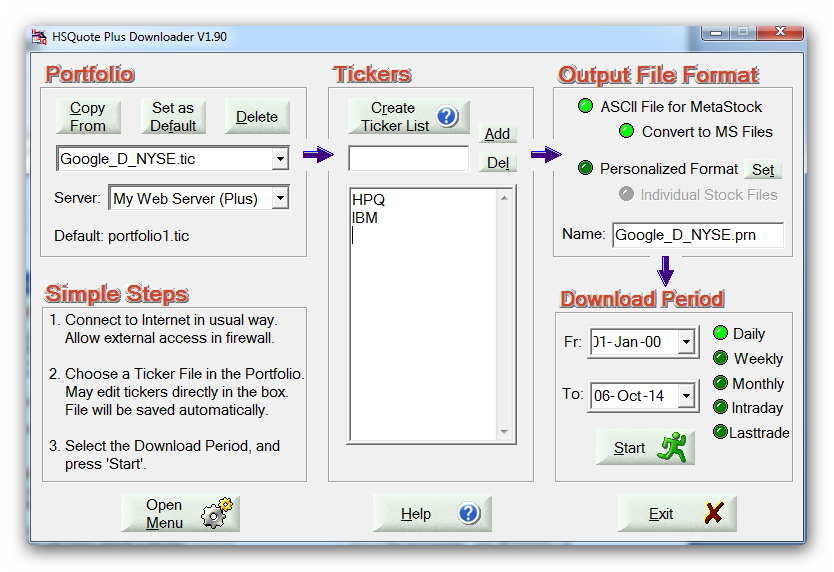 HSQuote Plus Downloader V1.90
Portfolio
Copy
From
Set as
Default
Delete
Google_D_NYSE.tic
Server:
My Web Server (Plus)
Default: portfolio1.tic
Simple Steps
1. Connect to Internet in usual way.
Allow external access in firewall.
2. Choose a Ticker File in the Portfolio.
May edit tickers directly in the box.
File will be saved automatically.
3. Select the Download Period, and
press 'Start'.
Open
Menu
Tickers
Create
Ticker List
Add
Del
HPQ
IBM
Help
Output File Format
ASCII File for MetaStock
Convert to MS Files
Personalized Format
Set
Individual Stock Files
Name:
Google_D_NYSE.prn
Download Period
Fr:
01-Jan-00
To:
06-Oct-14
Daily
Weekly
Monthly
Intraday
Lasttrade
Start
Exit